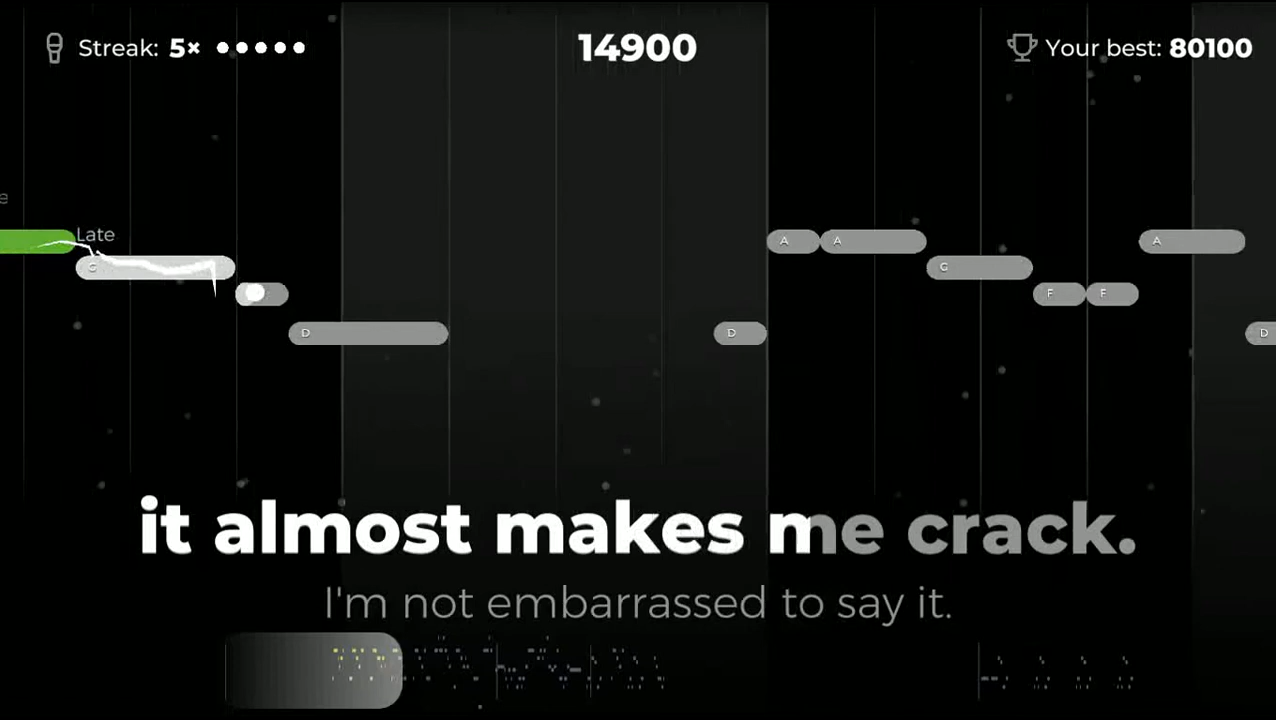 Streak: 5× 14900 Your best: 80100
e
Late
A A A
G G
F F
D D D
it almost makes me crack.
I'm not embarrassed to say it.